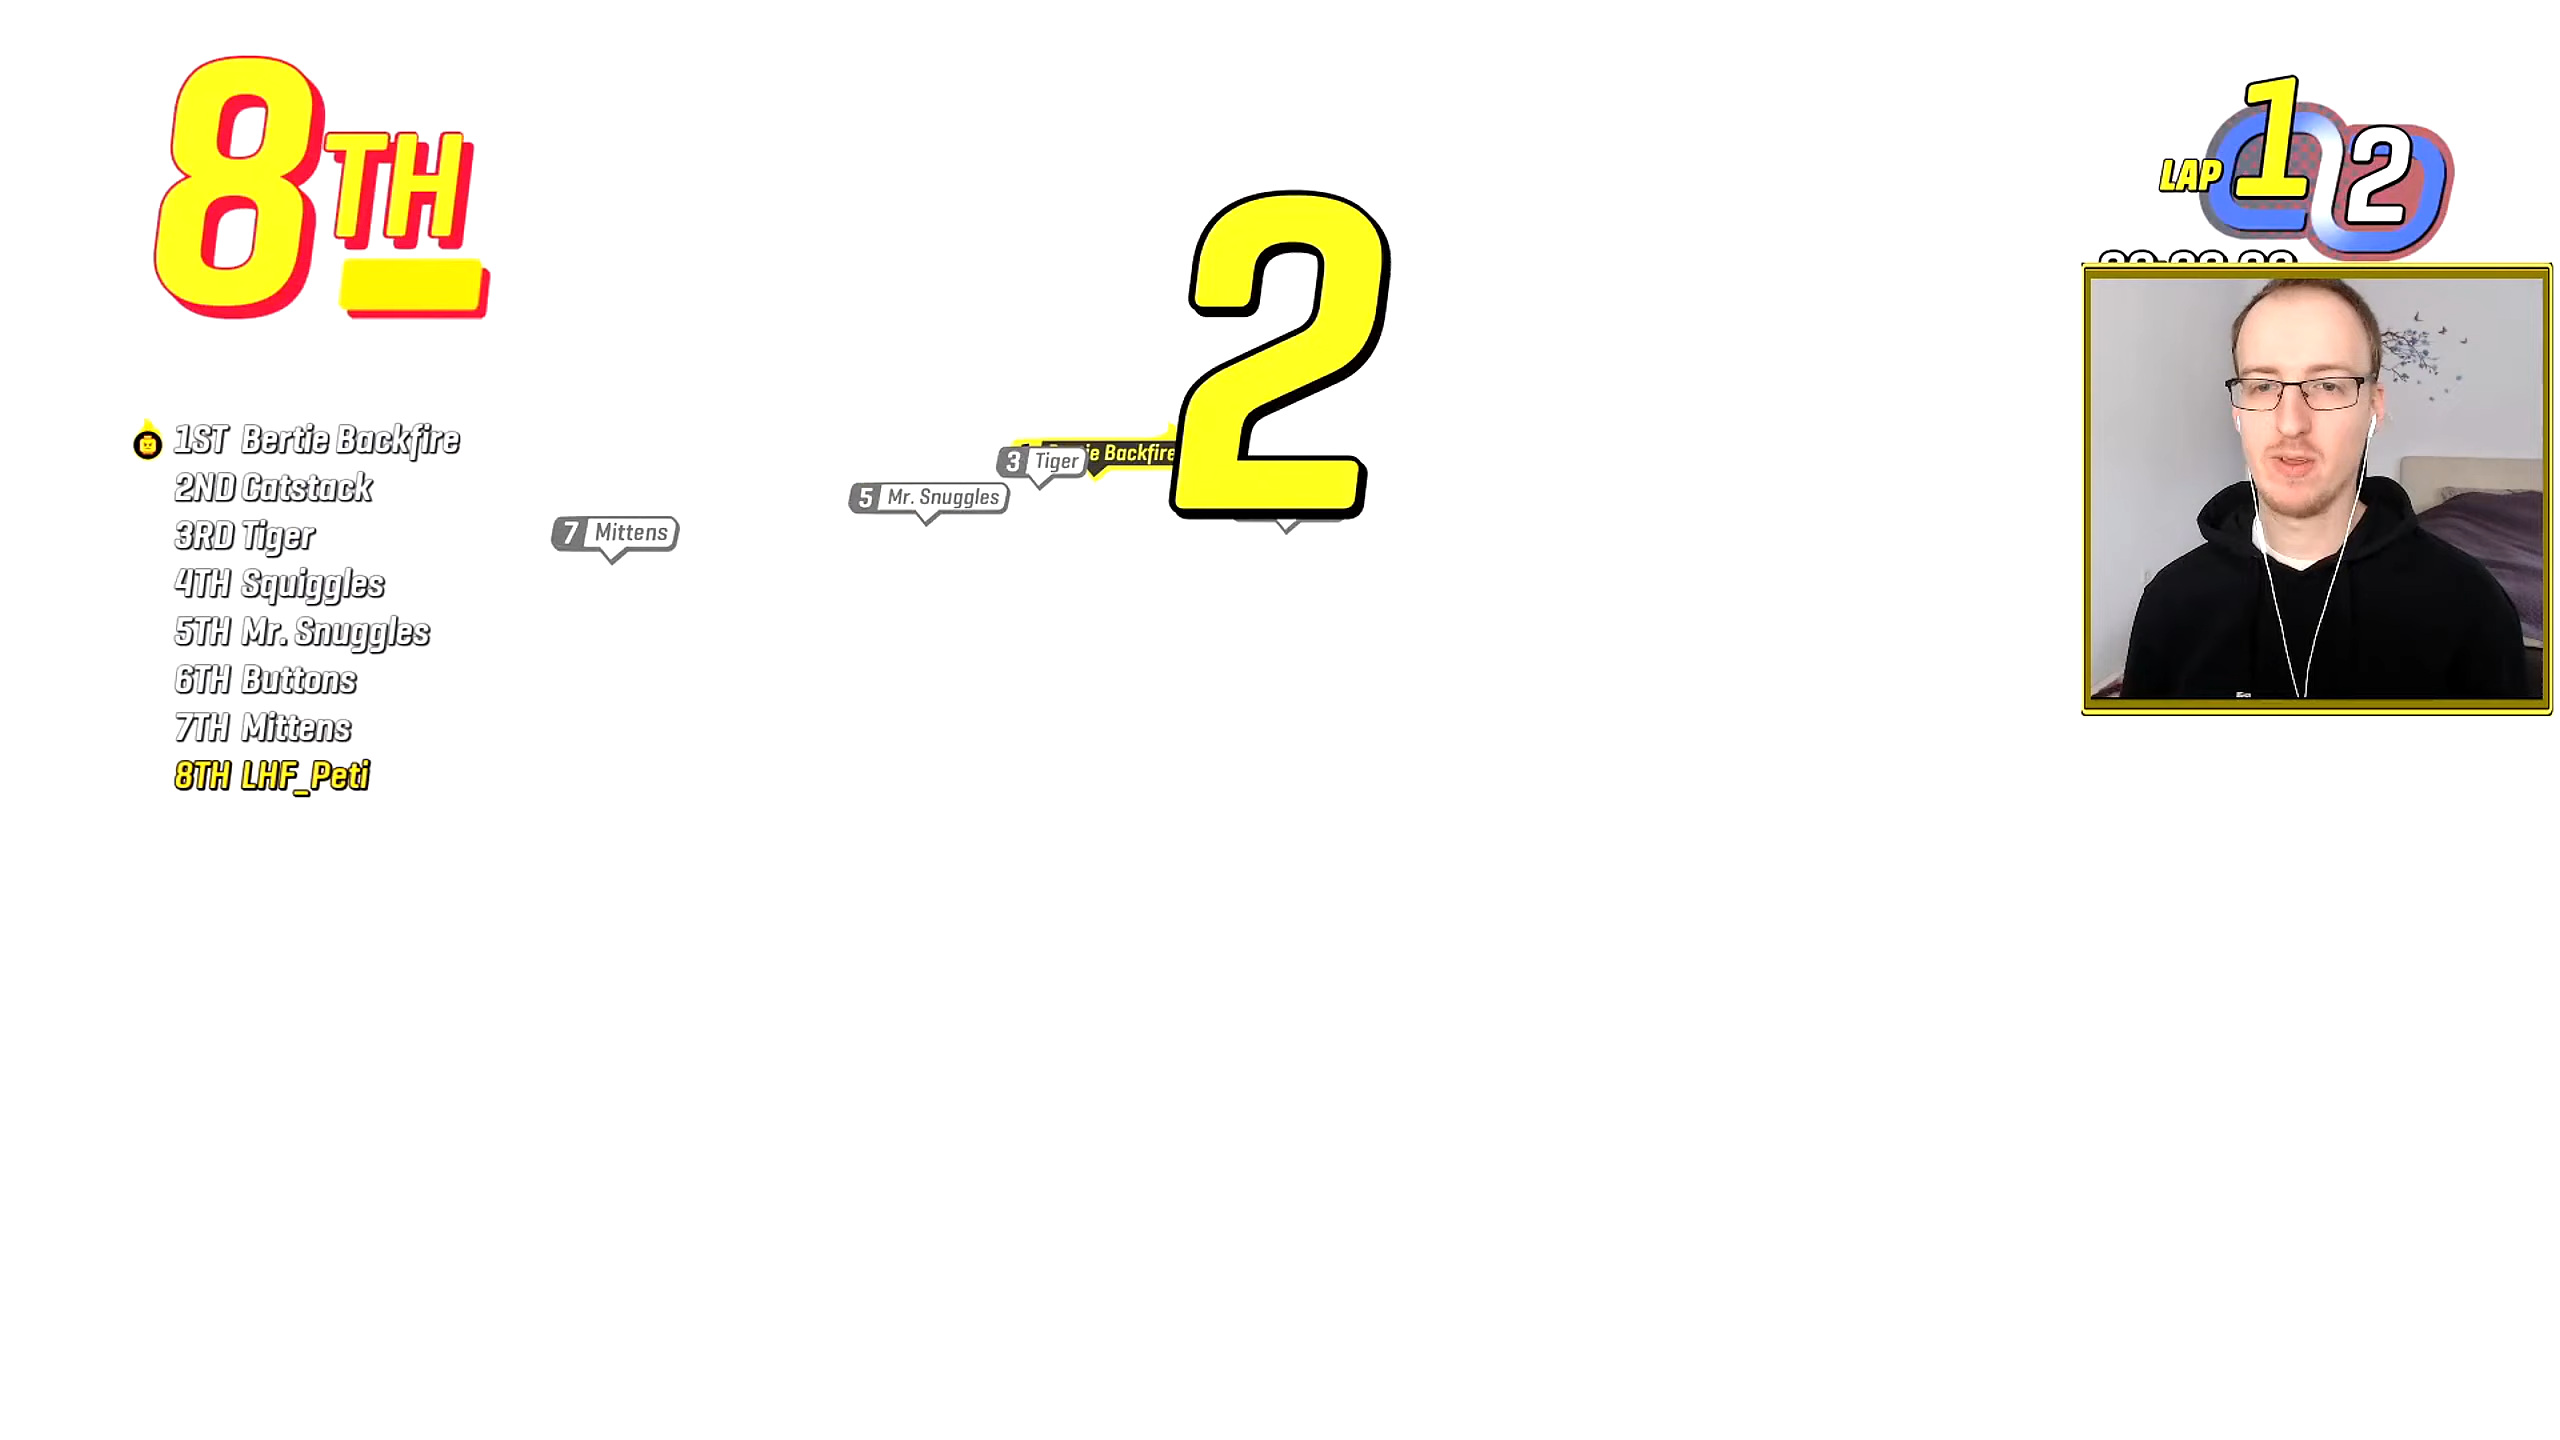 8TH
LAP 1 2
2
1ST Bertie Backfire
2ND Catstack
3RD Tiger
4TH Squiggles
5TH Mr. Snuggles
6TH Buttons
7TH Mittens
8TH LHF_Peti
Backfire
3 Tiger
5 Mr. Snuggles
7 Mittens